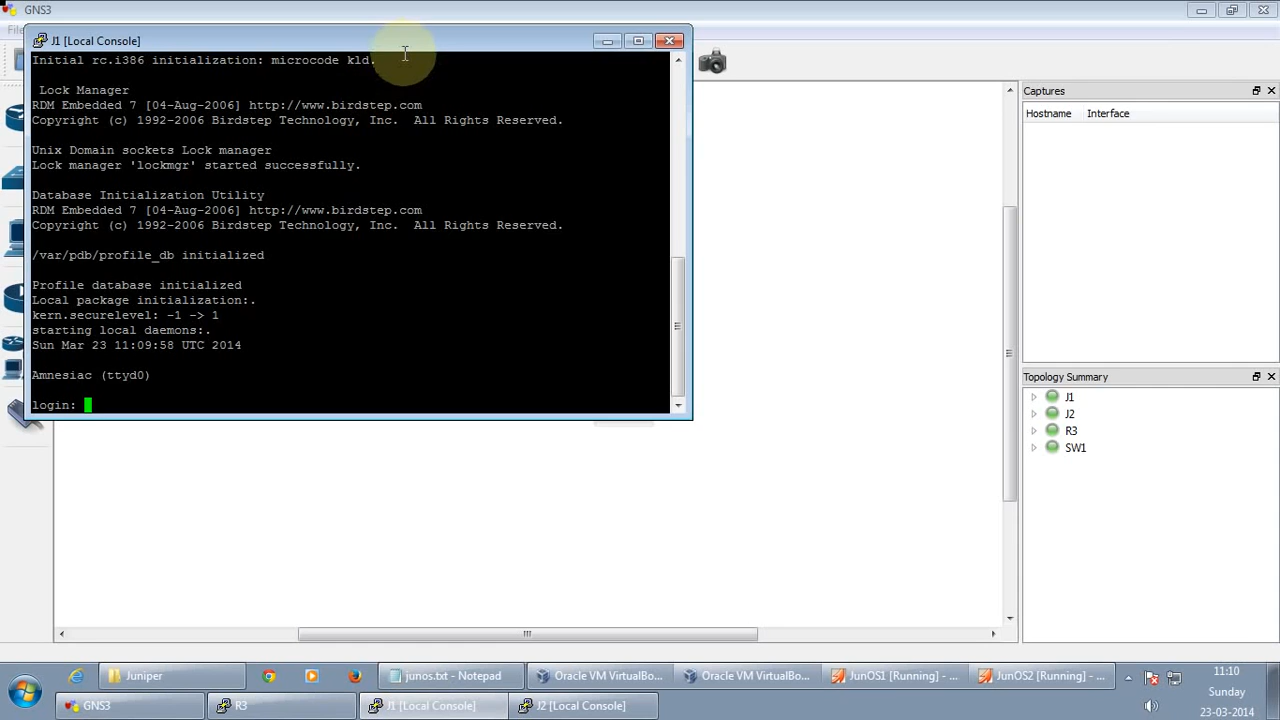 GNS3
File
J1 [Local Console]
Initial rc.i386 initialization: microcode kld.
Lock Manager
RDM Embedded 7 [04-Aug-2006] http://www.birdstep.com
Copyright (c) 1992-2006 Birdstep Technology, Inc.  All Rights Reserved.
Unix Domain sockets Lock manager
Lock manager 'lockmgr' started successfully.
Database Initialization Utility
RDM Embedded 7 [04-Aug-2006] http://www.birdstep.com
Copyright (c) 1992-2006 Birdstep Technology, Inc.  All Rights Reserved.
/var/pdb/profile_db initialized
Profile database initialized
Local package initialization:.
kern.securelevel: -1 -> 1
starting local daemons:.
Sun Mar 23 11:09:58 UTC 2014
Amnesiac (ttyd0)
login:
Captures
Hostname Interface
Topology Summary
J1
J2
R3
SW1
Juniper
junos.txt - Notepad
Oracle VM VirtualBo...
Oracle VM VirtualBo...
JunOS1 [Running] - ...
JunOS2 [Running] - ...
GNS3
R3
J1 [Local Console]
J2 [Local Console]
11:10
Sunday
23-03-2014